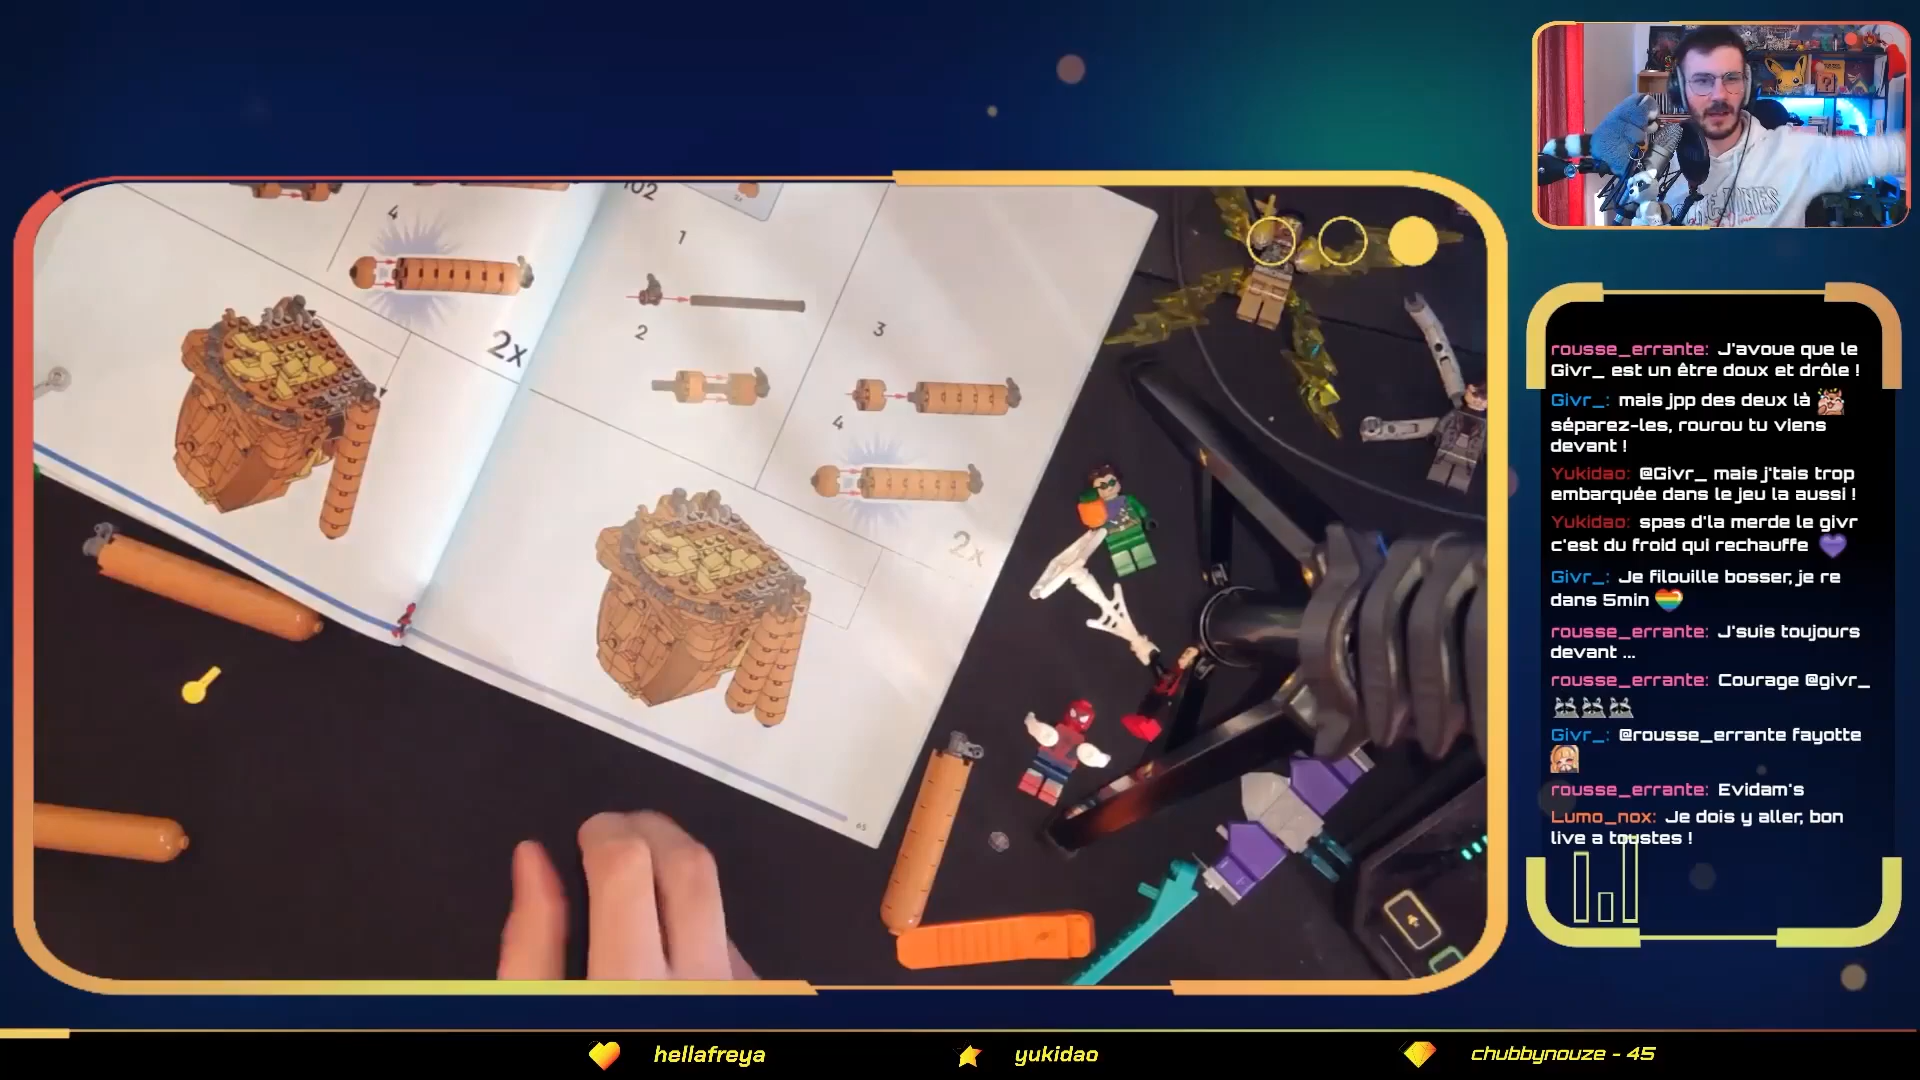 102
4
1
2x
2
3
4
2x
65
rousse_errante: J'avoue que le
Givr_ est un être doux et drôle !
Givr_: mais jpp des deux là
séparez-les, rourou tu viens
devant !
Yukidao: @Givr_ mais j'tais trop
embarquée dans le jeu la aussi !
Yukidao: spas d'la merde le givr
c'est du froid qui rechauffe
Givr_: Je filouille bosser, je re
dans 5min
rousse_errante: J'suis toujours
devant ...
rousse_errante: Courage @givr_
Givr_: @rousse_errante fayotte
rousse_errante: Evidam's
Lumo_nox: Je dois y aller, bon
live a toustes !
hellafreya
yukidao
chubbynouze - 45